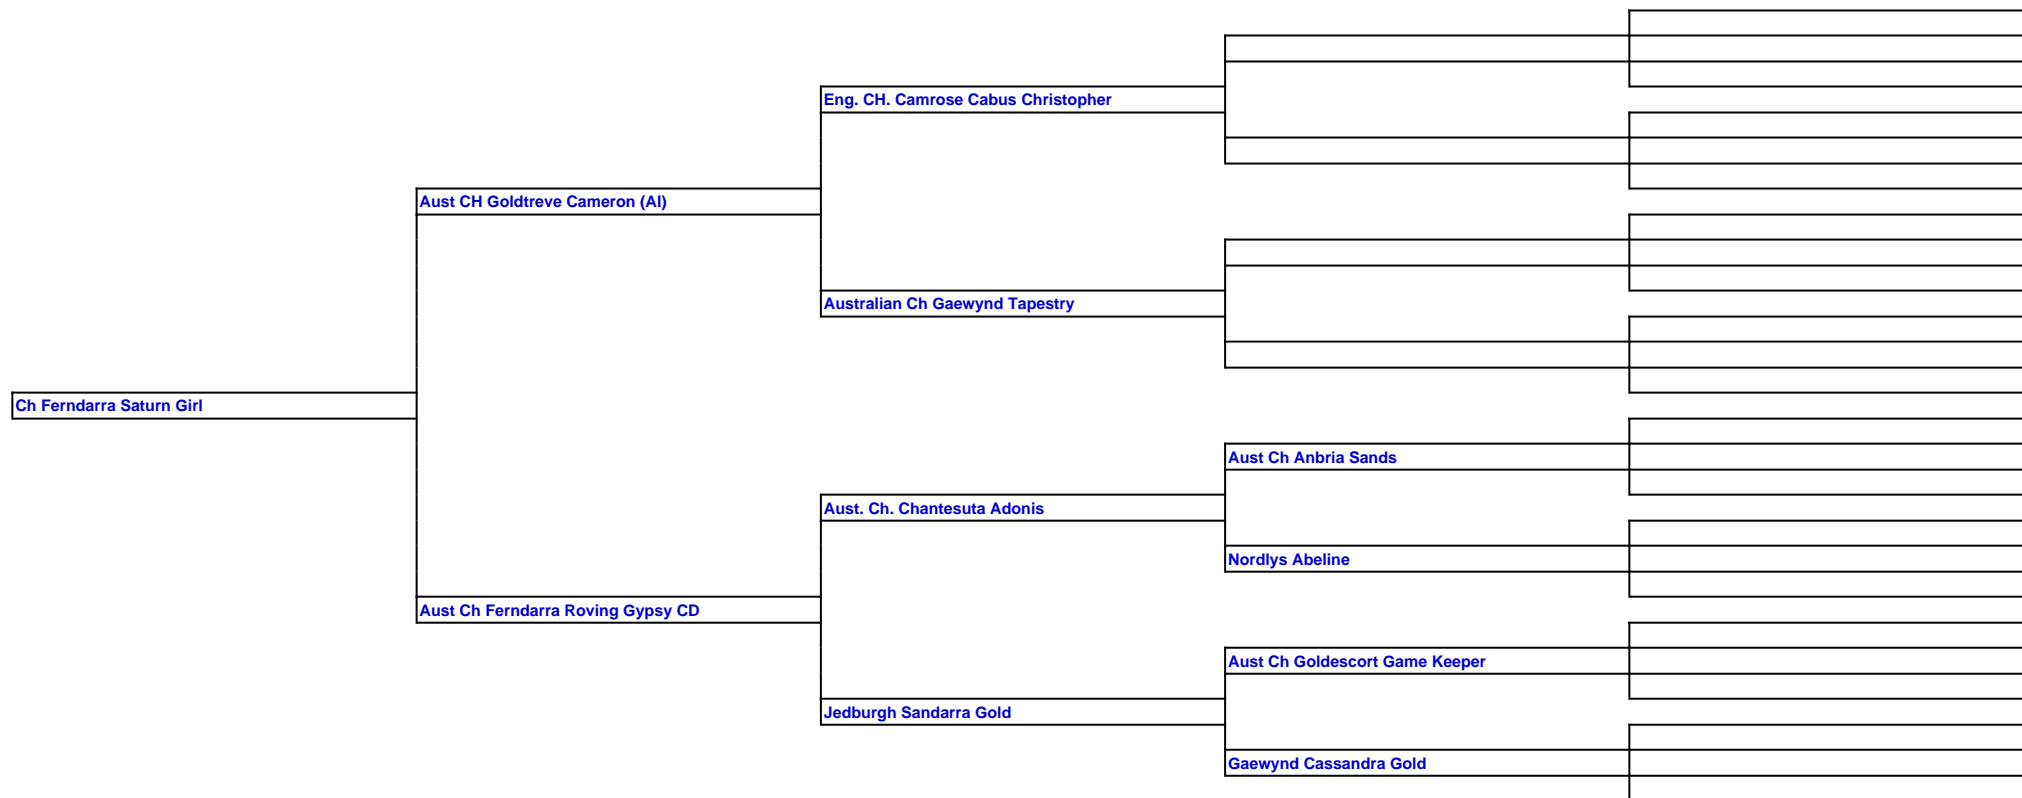 Eng. CH. Camrose Cabus Christopher
Aust CH Goldtreve Cameron (AI)
Australian Ch Gaewynd Tapestry
Ch Ferndarra Saturn Girl
Aust Ch Anbria Sands
Aust. Ch. Chantesuta Adonis
Nordlys Abeline
Aust Ch Ferndarra Roving Gypsy CD
Aust Ch Goldescort Game Keeper
Jedburgh Sandarra Gold
Gaewynd Cassandra Gold